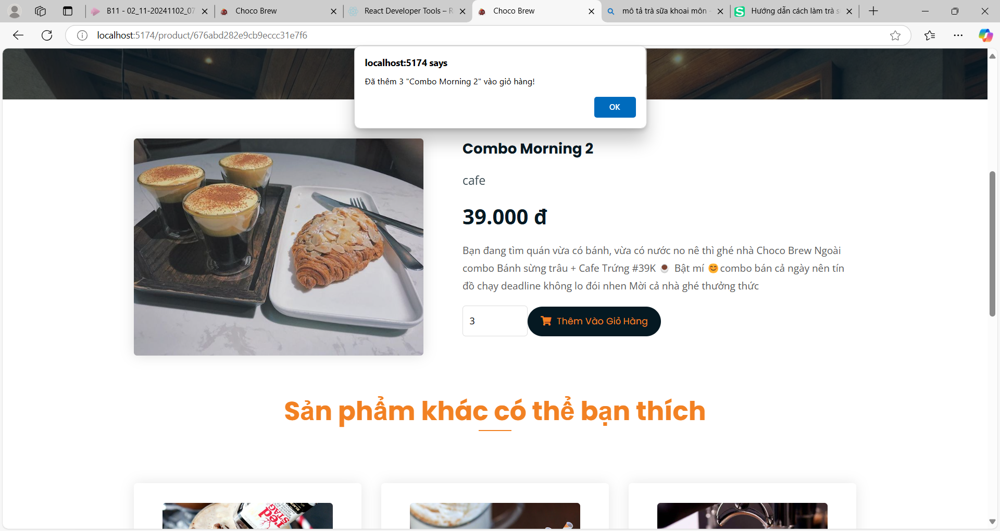 B11 - 02_11-20241102_07
Choco Brew
React Developer Tools – R
Choco Brew
mô tả trà sữa khoai môn -
Hướng dẫn cách làm trà s
localhost:5174/product/676abd282e9cb9eccc31e7f6
localhost:5174 says
Đã thêm 3 "Combo Morning 2" vào giỏ hàng!
OK
Combo Morning 2
cafe
39.000 đ
Bạn đang tìm quán vừa có bánh, vừa có nước no nê thì ghé nhà Choco Brew Ngoài
combo Bánh sừng trâu + Cafe Trứng #39K ☕ Bật mí 😊combo bán cả ngày nên tín
đồ chạy deadline không lo đói nhen Mời cả nhà ghé thưởng thức
3
Thêm Vào Giỏ Hàng
Sản phẩm khác có thể bạn thích
red
STAG